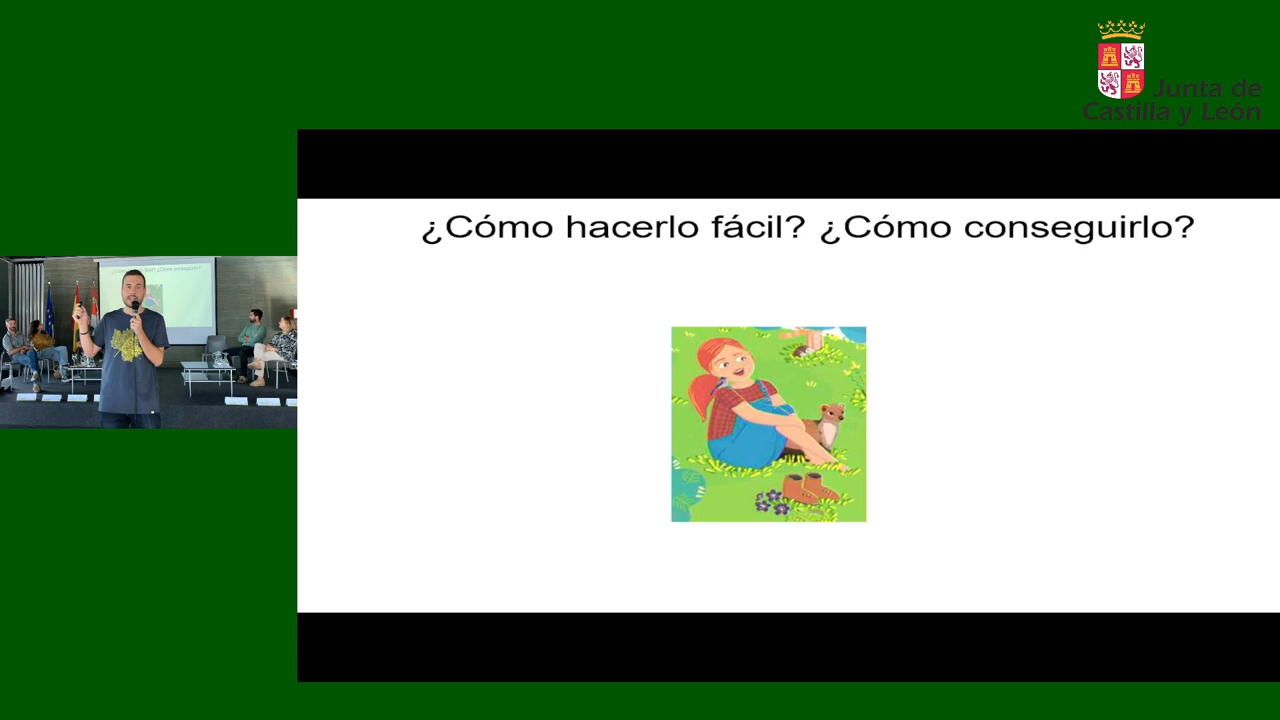 Junta de
Castilla y León
¿Cómo hacerlo fácil? ¿Cómo conseguirlo?